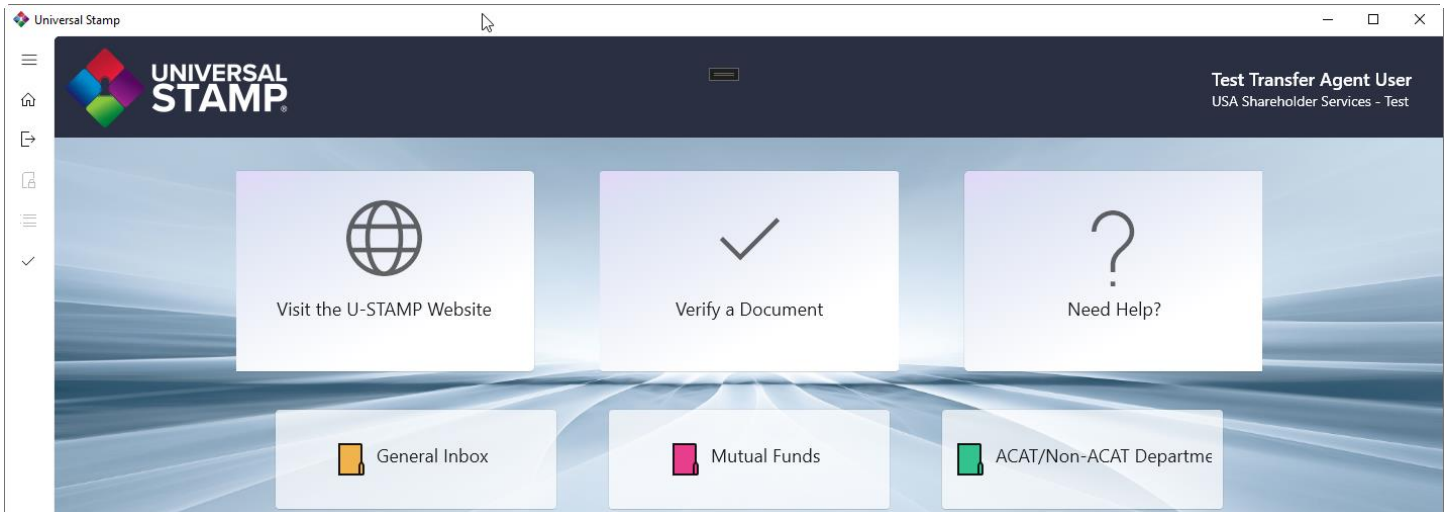 Universal Stamp
UNIVERSAL
STAMP®
Test Transfer Agent User
USA Shareholder Services - Test
Visit the U-STAMP Website
Verify a Document
Need Help?
General Inbox
Mutual Funds
ACAT/Non-ACAT Departme